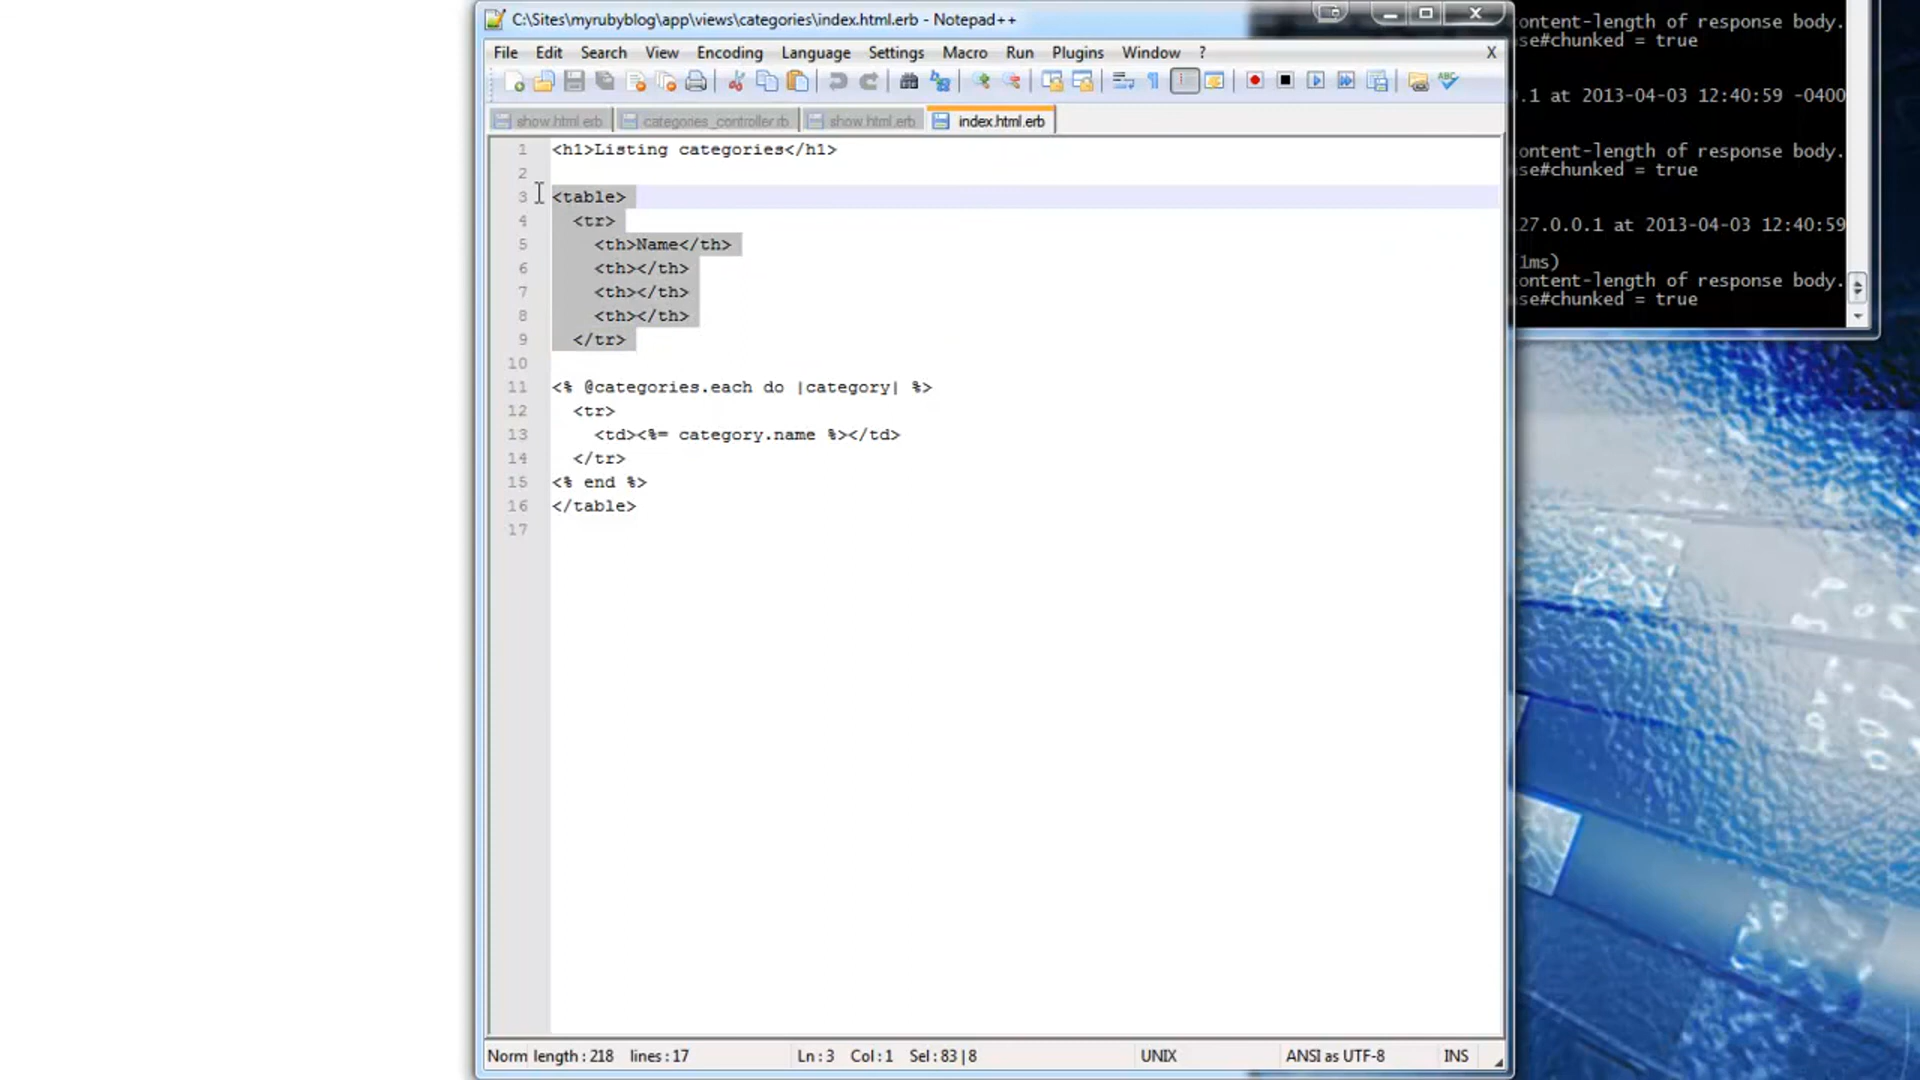 C:\Sites\myrubyblog\app\views\categories\index.html.erb - Notepad++
File Edit Search View Encoding Language Settings Macro Run Plugins Window ? X
show.html.erb categories_controller.rb show.html.erb index.html.erb
1 <h1>Listing categories</h1>
2
3 <table>
4 <tr>
5 <th>Name</th>
6 <th></th>
7 <th></th>
8 <th></th>
9 </tr>
10
11 <% @categories.each do |category| %>
12 <tr>
13 <td><%= category.name %></td>
14 </tr>
15 <% end %>
16 </table>
17
Norm length : 218 lines : 17 Ln : 3 Col : 1 Sel : 83 | 8 UNIX ANSI as UTF-8 INS
ontent-length of response body.
se#chunked = true
.1 at 2013-04-03 12:40:59 -0400
ontent-length of response body.
se#chunked = true
27.0.0.1 at 2013-04-03 12:40:59
1ms)
ontent-length of response body.
se#chunked = true